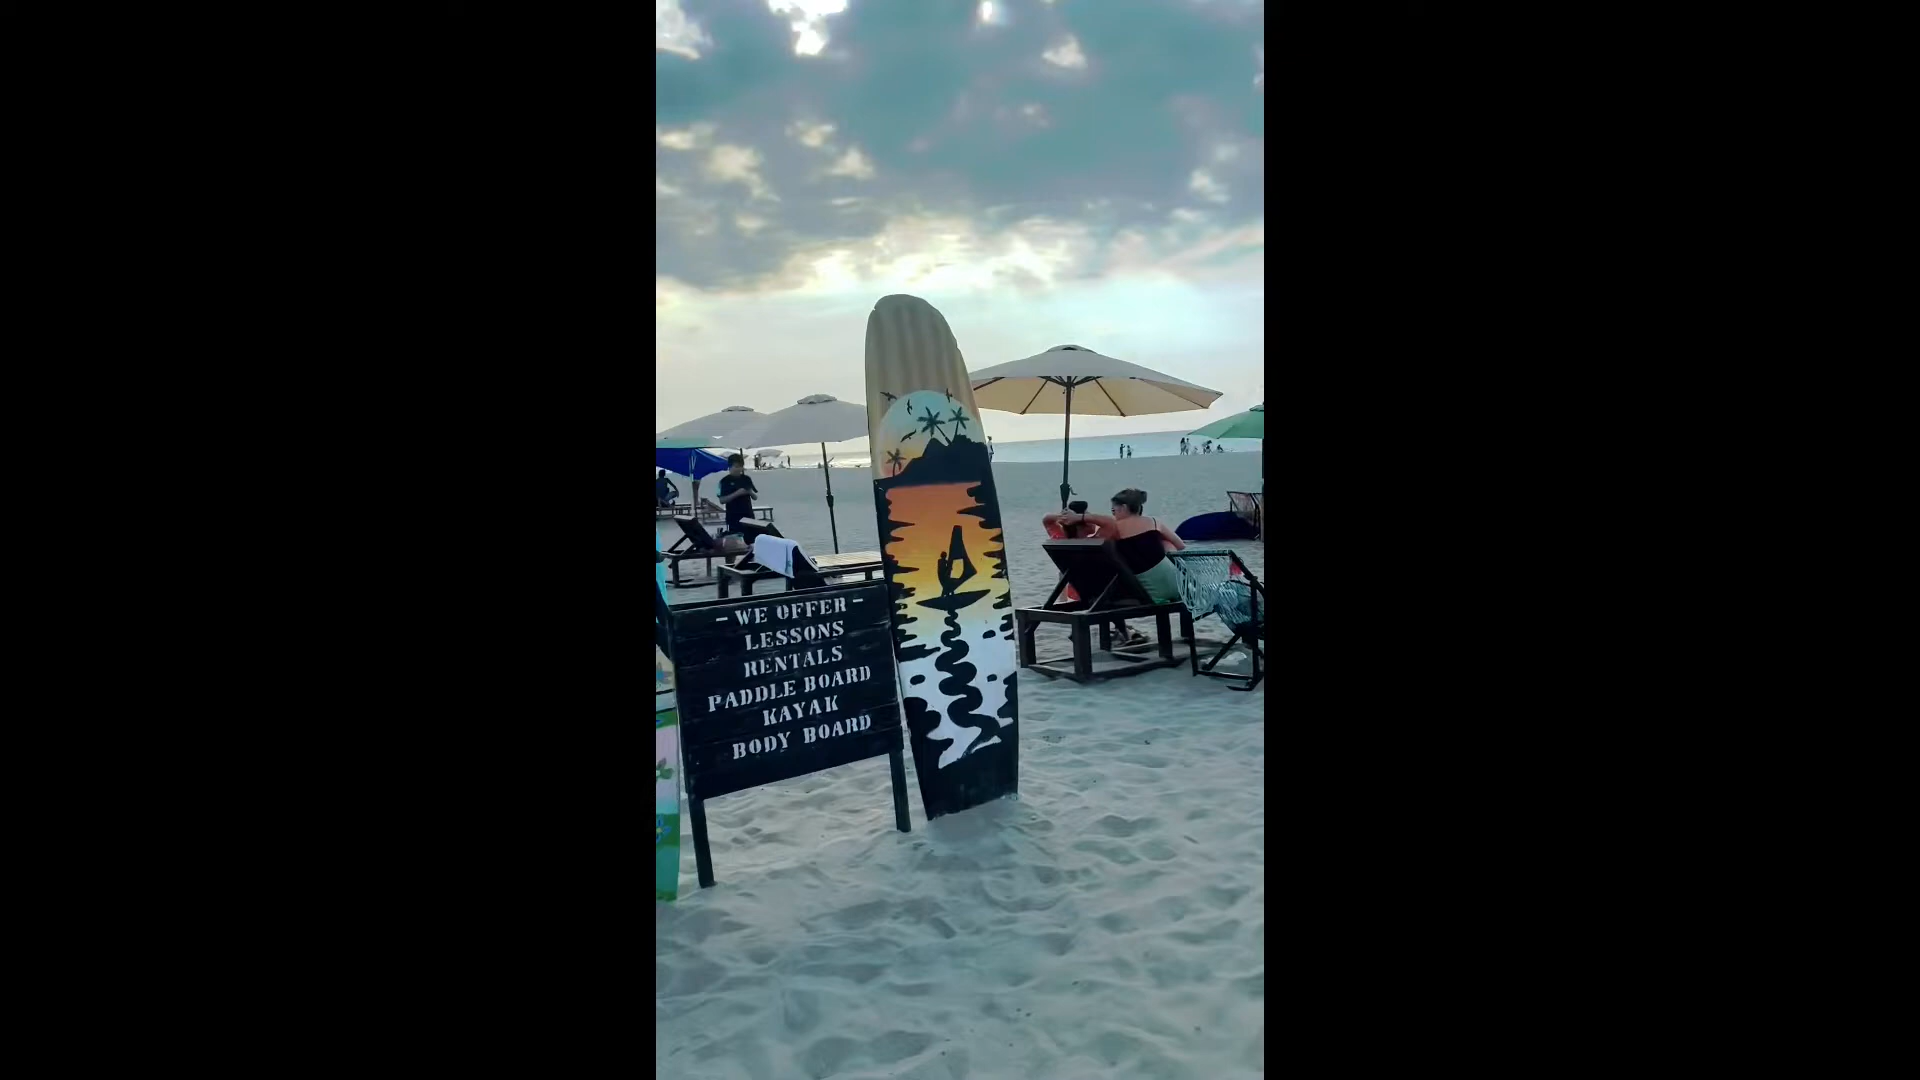 - WE OFFER -
LESSONS
RENTALS
PADDLE BOARD
KAYAK
BODY BOARD